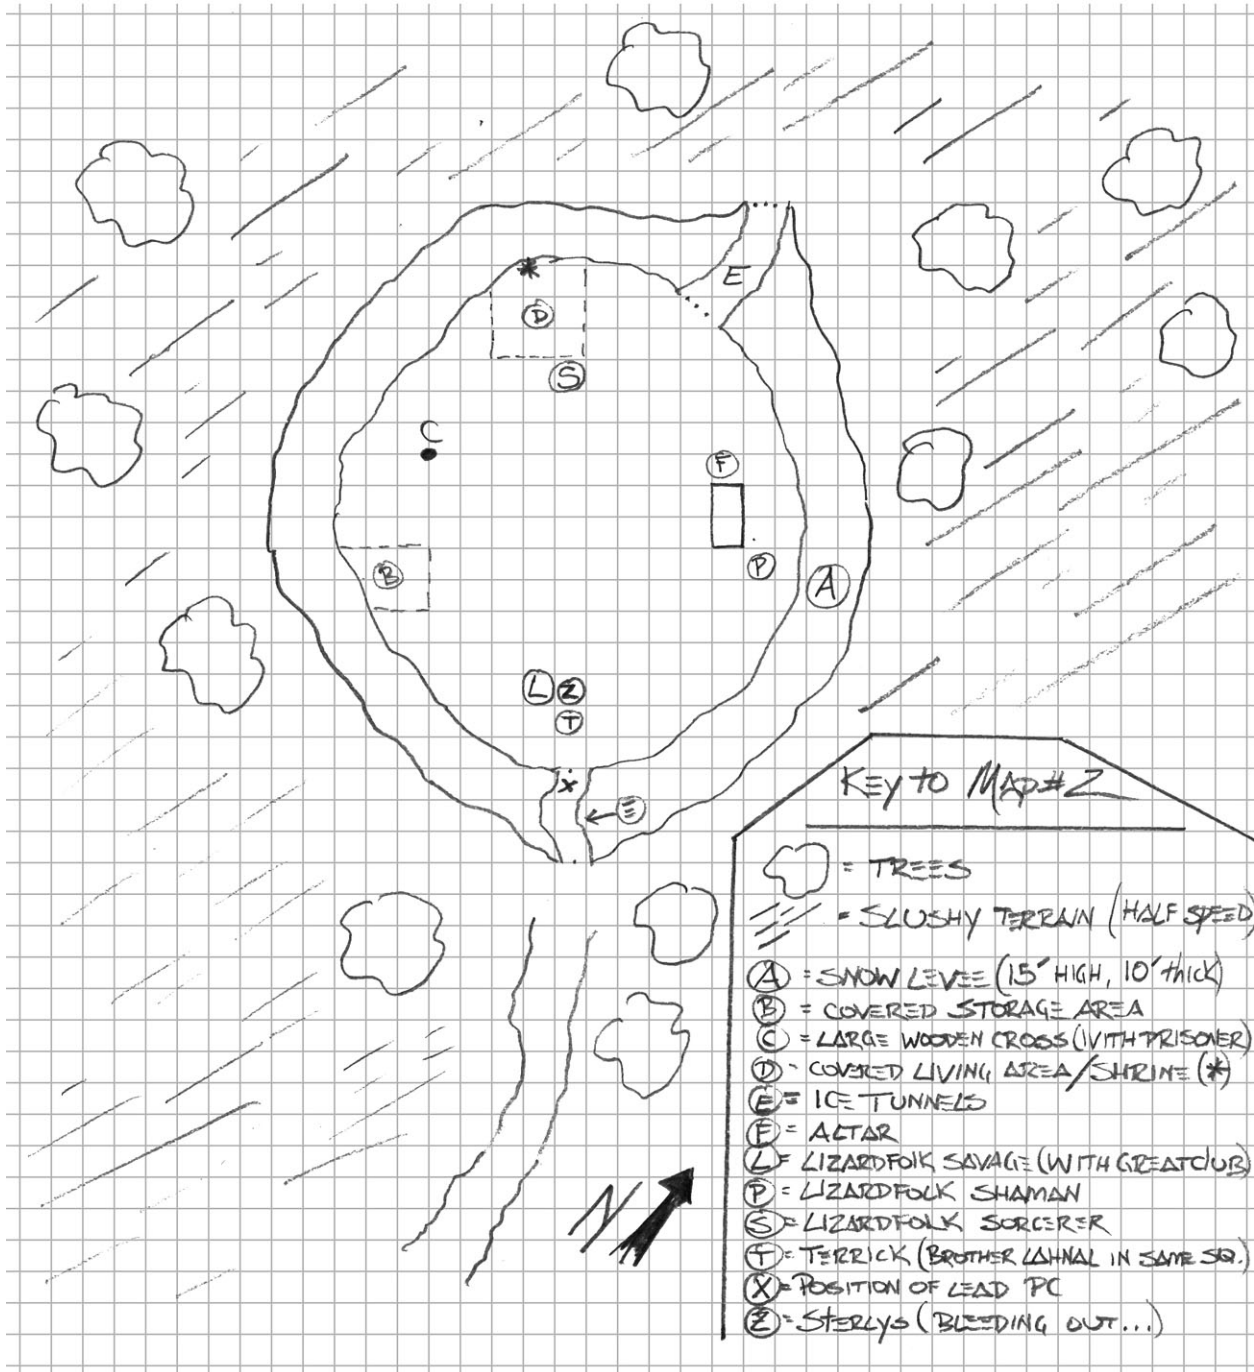 E
*
D
S
C
F
B
P
A
L Z
T
X
E
KEY TO MAP #2
= TREES
= SLUSHY TERRAIN (HALF SPEED)
A = SNOW LEVEE (15' HIGH, 10' thick)
B = COVERED STORAGE AREA
C = LARGE WOODEN CROSS (WITH PRISONER)
D - COVERED LIVING AREA/SHRINE (*)
E = ICE TUNNELS
F = ALTAR
L = LIZARDFOLK SAVAGE (WITH GREATCLUB)
P = LIZARDFOLK SHAMAN
S = LIZARDFOLK SORCERER
T = TERRICK (BROTHER LAHNAL IN SAME SQ.)
X = POSITION OF LEAD PC
Z = STERLYS (BLEEDING OUT...)
N